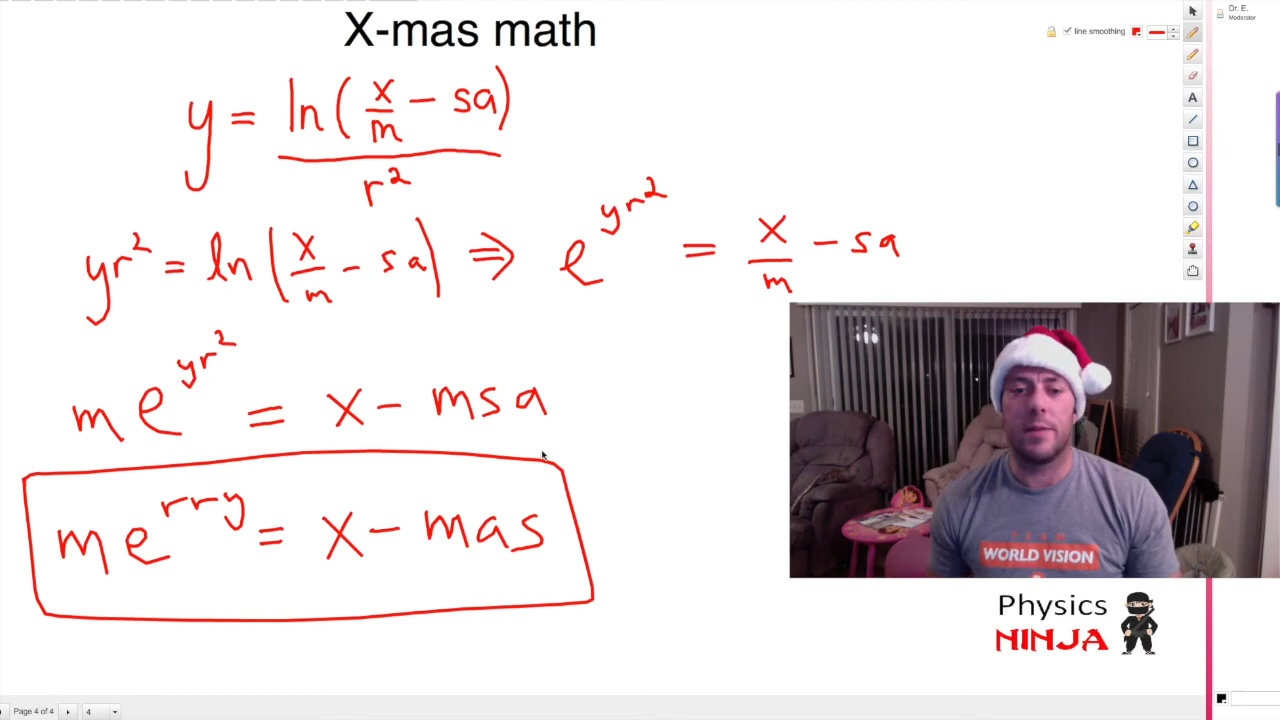 X-mas math
line smoothing
Dr. E.
Moderator
y = ln(x/m - sa) / r²
yr² = ln(x/m - sa) ⇒ e^(yr²) = x/m - sa
me^(yr²) = x - msa
me^(rry) = x - mas
TEAM
WORLD VISION
Physics
NINJA
A
Page 4 of 4
4